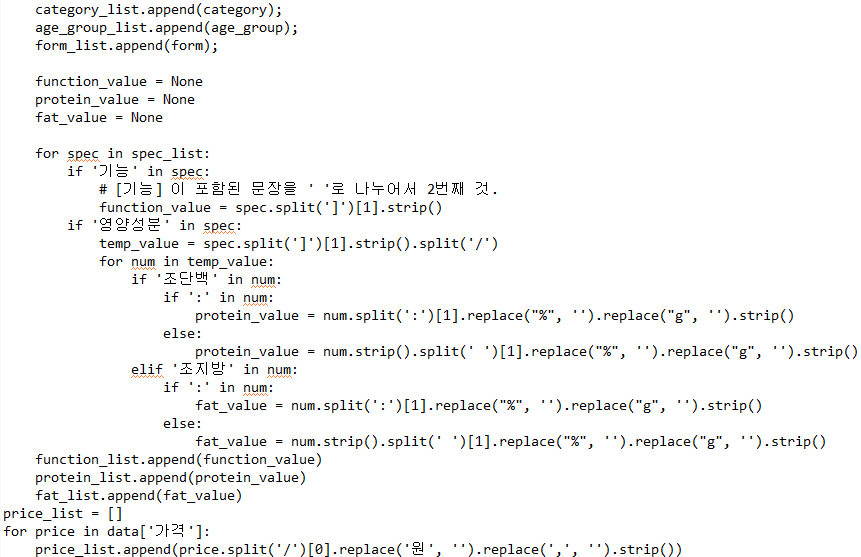 category_list.append(category);
    age_group_list.append(age_group);
    form_list.append(form);

    function_value = None
    protein_value = None
    fat_value = None

    for spec in spec_list:
        if '기능' in spec:
            # [기능] 이 포함된 문장을 ' '로 나누어서 2번째 것.
            function_value = spec.split(']')[1].strip()
        if '영양성분' in spec:
            temp_value = spec.split(']')[1].strip().split('/')
            for num in temp_value:
                if '조단백' in num:
                    if ':' in num:
                        protein_value = num.split(':')[1].replace("%", '').replace("g", '').strip()
                    else:
                        protein_value = num.strip().split(' ')[1].replace("%", '').replace("g", '').strip()
                elif '조지방' in num:
                    if ':' in num:
                        fat_value = num.split(':')[1].replace("%", '').replace("g", '').strip()
                    else:
                        fat_value = num.strip().split(' ')[1].replace("%", '').replace("g", '').strip()
    function_list.append(function_value)
    protein_list.append(protein_value)
    fat_list.append(fat_value)
price_list = []
for price in data['가격']:
    price_list.append(price.split('/')[0].replace('원', '').replace(',', '').strip())